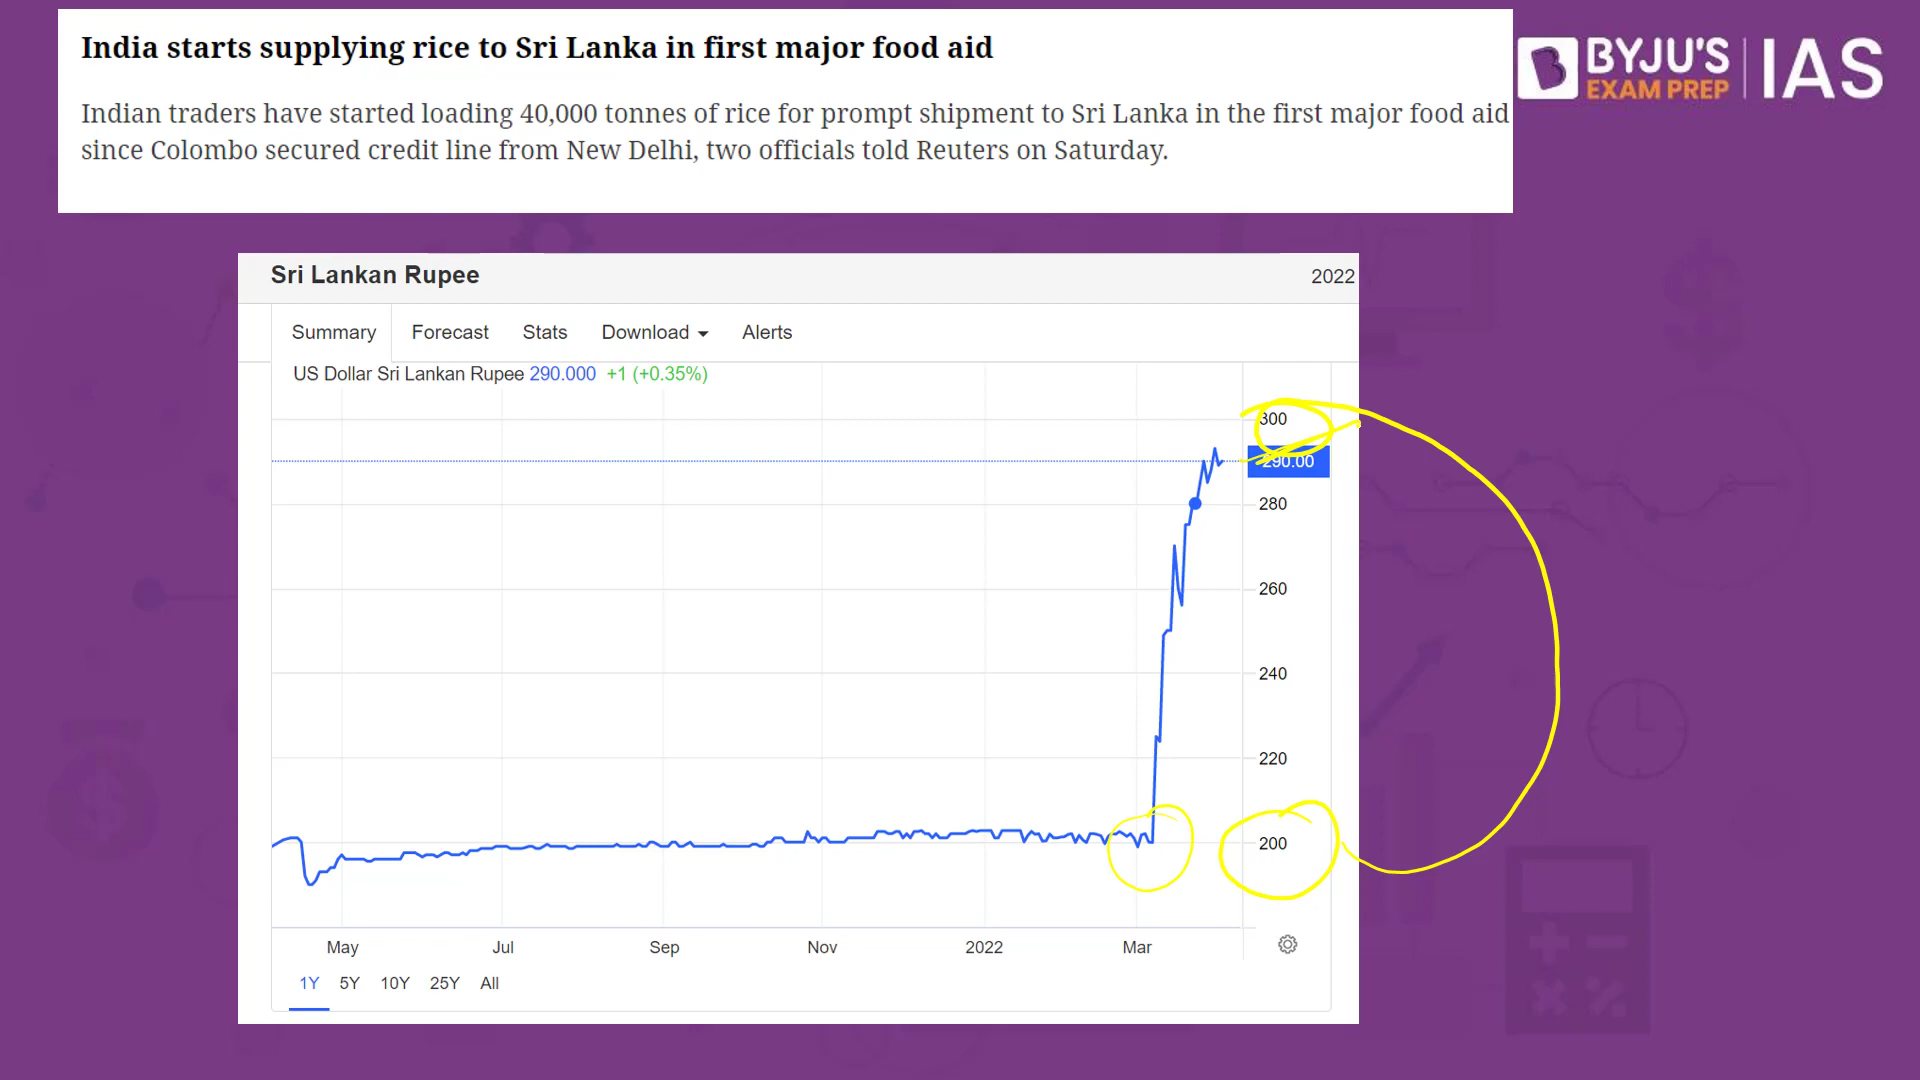 India starts supplying rice to Sri Lanka in first major food aid
BYJU'S
EXAM PREP
IAS
Indian traders have started loading 40,000 tonnes of rice for prompt shipment to Sri Lanka in the first major food aid
since Colombo secured credit line from New Delhi, two officials told Reuters on Saturday.
Sri Lankan Rupee 2022
Summary Forecast Stats Download Alerts
US Dollar Sri Lankan Rupee 290.000 +1 (+0.35%)
300
290.00
280
260
240
220
200
May Jul Sep Nov 2022 Mar
1Y 5Y 10Y 25Y All